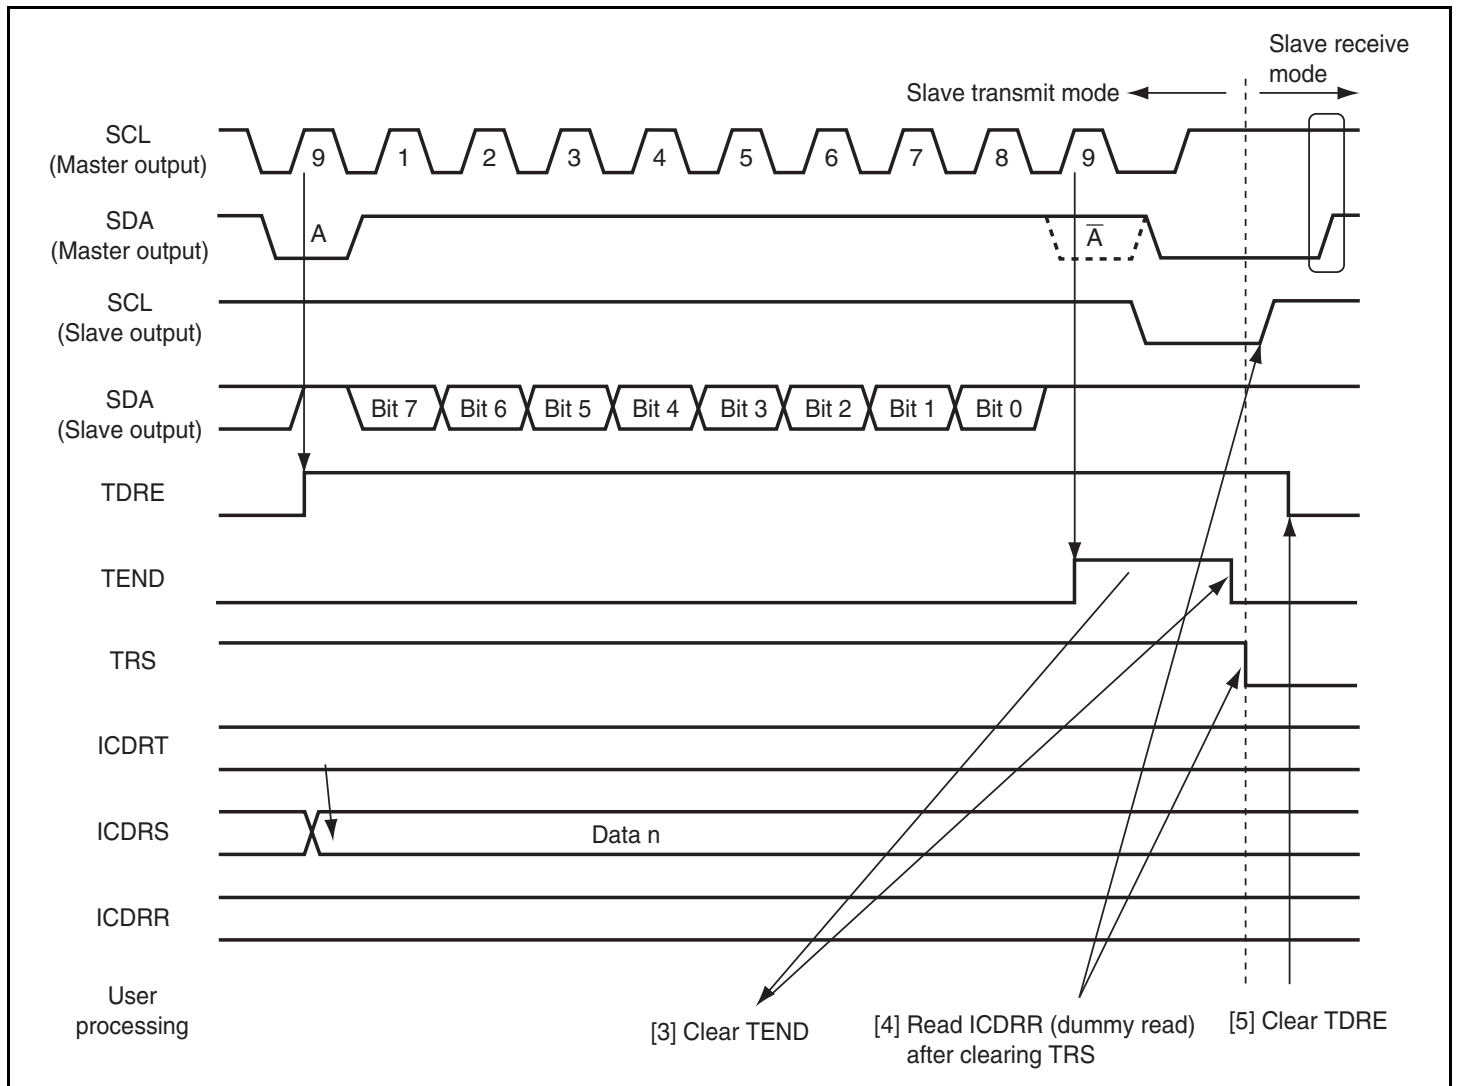 Slave receive
mode
Slave transmit mode
SCL
(Master output)
9 1 2 3 4 5 6 7 8 9
SDA
(Master output)
A A̅
SCL
(Slave output)
SDA
(Slave output)
Bit 7 Bit 6 Bit 5 Bit 4 Bit 3 Bit 2 Bit 1 Bit 0
TDRE
TEND
TRS
ICDRT
ICDRS
Data n
ICDRR
User
processing
[3] Clear TEND
[4] Read ICDRR (dummy read)
after clearing TRS
[5] Clear TDRE